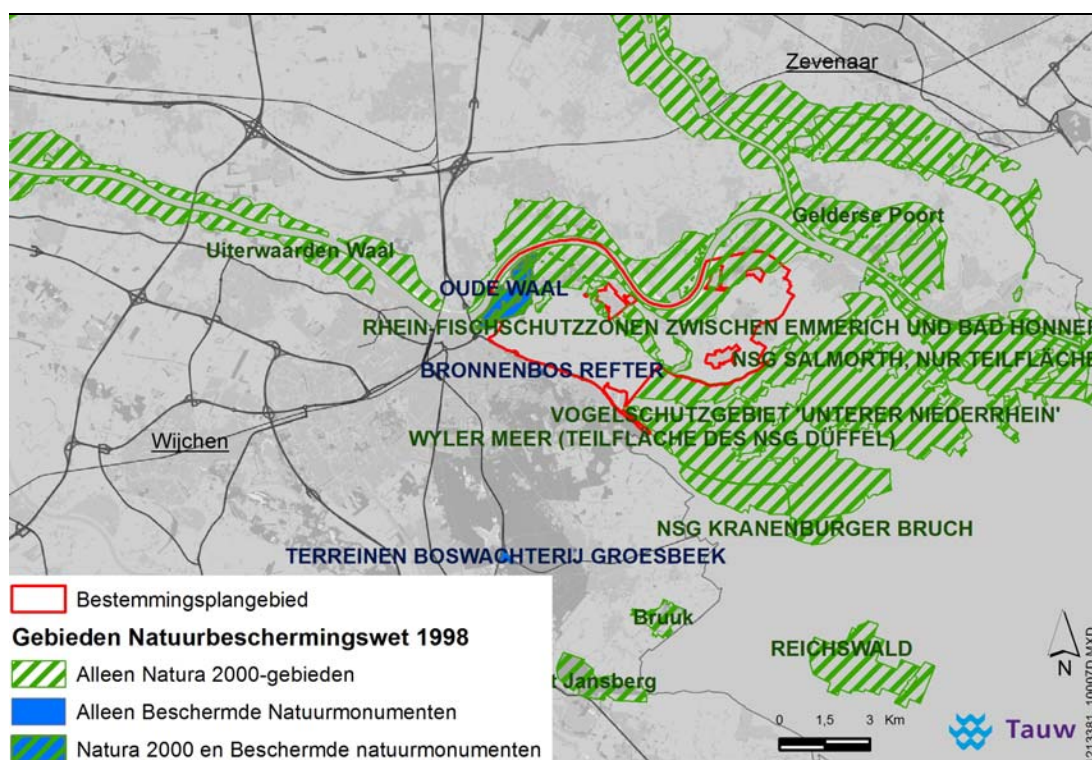 Zevenaar
Gelderse Poort
Uiterwaarden Waal
OUDE WAAL
RHEIN-FISCHSCHUTZZONEN ZWISCHEN EMMERICH UND BAD HONNE
NSG SALMORTH, NUR TEILFLÄCHE
BRONNENBOS REFTER
VOGELSCHUTZGEBIET 'UNTERER NIEDERRHEIN'
Wijchen
WYLER MEER (TEILFLÄCHE DES NSG DÜFFEL)
NSG KRANENBURGER BRUCH
TERREINEN BOSWACHTERIJ GROESBEEK
Bruuk
REICHSWALD
t Jansberg
Bestemmingsplangebied
Gebieden Natuurbeschermingswet 1998
Alleen Natura 2000-gebieden
Alleen Beschermde Natuurmonumenten
Natura 2000 en Beschermde natuurmonumenten
N
0 1,5 3 Km
Tauw